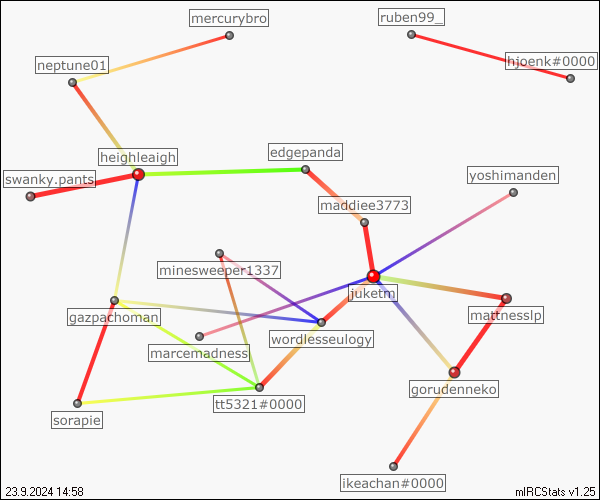 mercurybro
ruben99_
neptune01
hjoenk#0000
heighleaigh
edgepanda
swanky.pants
yoshimanden
maddiee3773
minesweeper1337
juketn
gazpachoman
mattnesslp
marcemadness
wordlesseulogy
gorudenneko
tt5321#0000
sorapie
ikeachan#0000
23.9.2024 14:58
mIRCStats v1.25